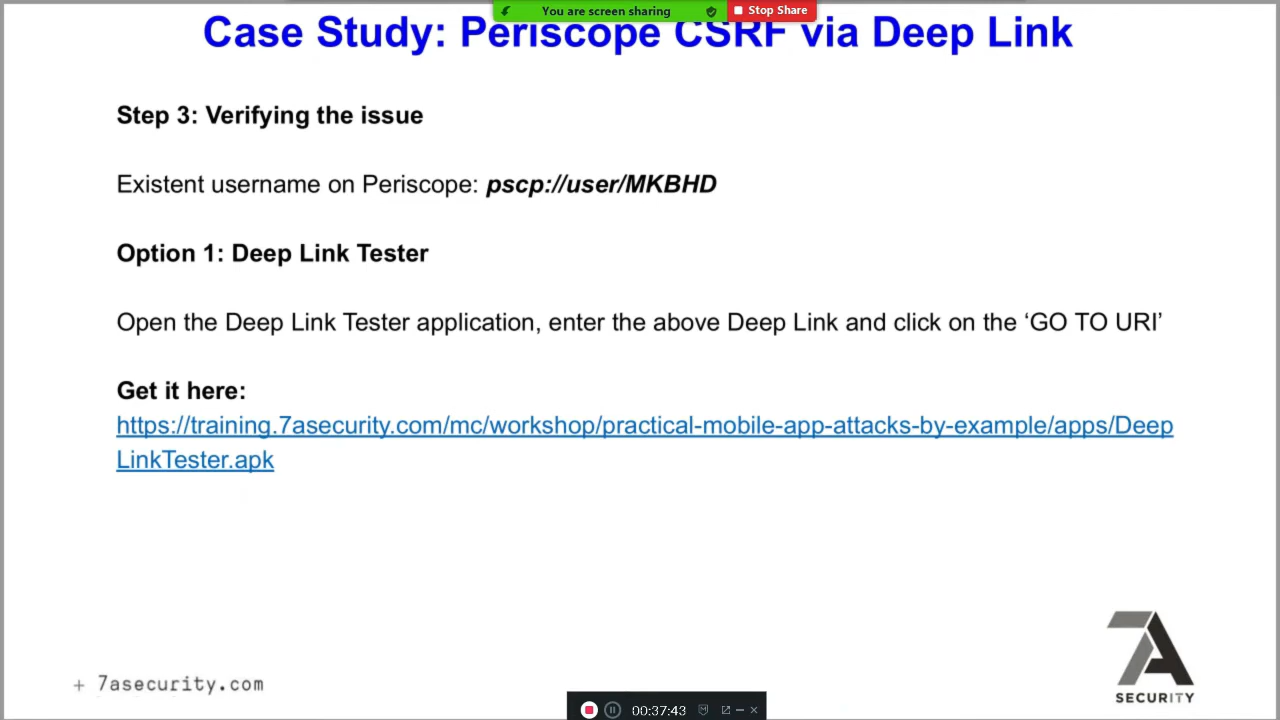 You are screen sharing
Stop Share
Case Study: Periscope CSRF via Deep Link
Step 3: Verifying the issue
Existent username on Periscope: pscp://user/MKBHD
Option 1: Deep Link Tester
Open the Deep Link Tester application, enter the above Deep Link and click on the ‘GO TO URI’
Get it here:
https://training.7asecurity.com/mc/workshop/practical-mobile-app-attacks-by-example/apps/Deep
LinkTester.apk
+ 7asecurity.com
7A
SECURITY
00:37:43